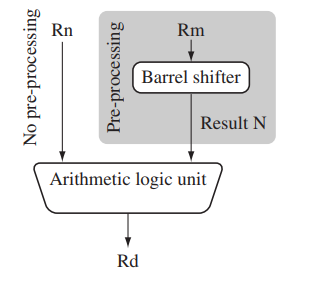 No pre-processing
Rn
Pre-processing
Rm
Barrel shifter
Result N
Arithmetic logic unit
Rd